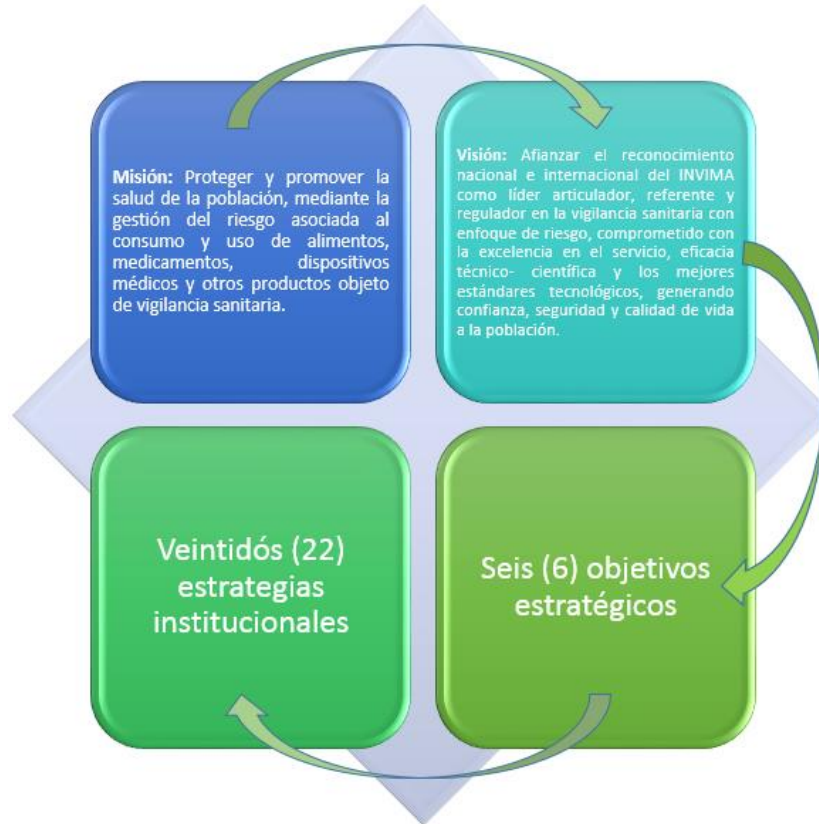 Misión: Proteger y promover la
salud de la población, mediante la
gestión del riesgo asociada al
consumo y uso de alimentos,
medicamentos, dispositivos
médicos y otros productos objeto
de vigilancia sanitaria.
Visión: Afianzar el reconocimiento
nacional e internacional del INVIMA
como líder articulador, referente y
regulador en la vigilancia sanitaria con
enfoque de riesgo, comprometido con
la excelencia en el servicio, eficacia
técnico- científica y los mejores
estándares tecnológicos, generando
confianza, seguridad y calidad de vida
a la población.
Veintidós (22)
estrategias
institucionales
Seis (6) objetivos
estratégicos